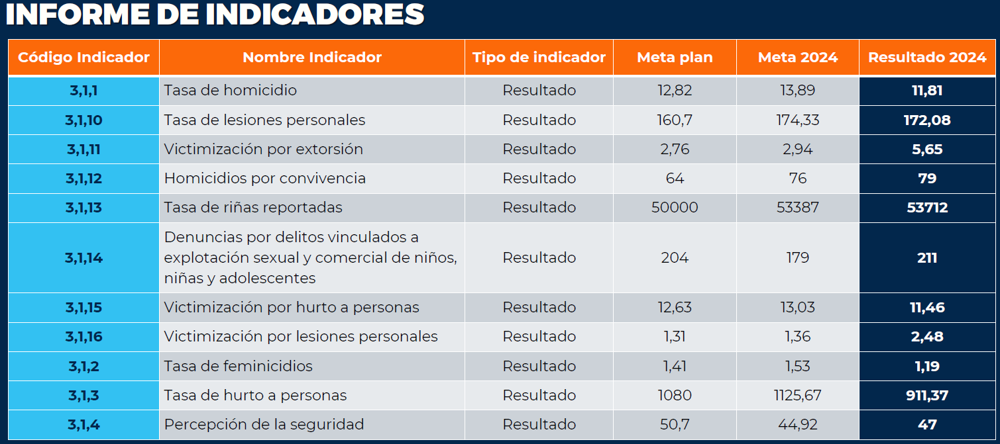 INFORME DE INDICADORES
Código Indicador Nombre Indicador Tipo de indicador Meta plan Meta 2024 Resultado 2024
3,1,1 Tasa de homicidio Resultado 12,82 13,89 11,81
3,1,10 Tasa de lesiones personales Resultado 160,7 174,33 172,08
3,1,11 Victimización por extorsión Resultado 2,76 2,94 5,65
3,1,12 Homicidios por convivencia Resultado 64 76 79
3,1,13 Tasa de riñas reportadas Resultado 50000 53387 53712
Denuncias por delitos vinculados a
3,1,14 explotación sexual y comercial de niños, Resultado 204 179 211
niñas y adolescentes
3,1,15 Victimización por hurto a personas Resultado 12,63 13,03 11,46
3,1,16 Victimización por lesiones personales Resultado 1,31 1,36 2,48
3,1,2 Tasa de feminicidios Resultado 1,41 1,53 1,19
3,1,3 Tasa de hurto a personas Resultado 1080 1125,67 911,37
3,1,4 Percepción de la seguridad Resultado 50,7 44,92 47